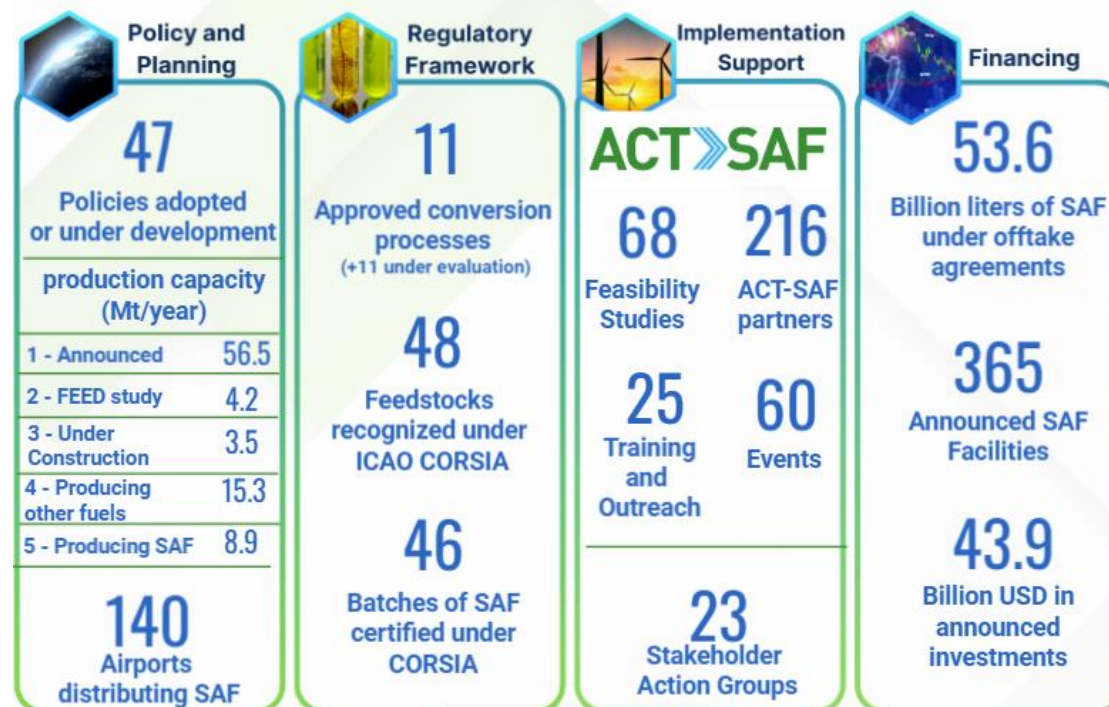 Policy and
Planning
47
Policies adopted
or under development
production capacity
(Mt/year)
1 - Announced 56.5
2 - FEED study 4.2
3 - Under
Construction 3.5
4 - Producing
other fuels 15.3
5 - Producing SAF 8.9
140
Airports
distributing SAF
Regulatory
Framework
11
Approved conversion
processes
(+11 under evaluation)
48
Feedstocks
recognized under
ICAO CORSIA
46
Batches of SAF
certified under
CORSIA
Implementation
Support
ACT SAF
68
Feasibility
Studies
216
ACT-SAF
partners
25
Training
and
Outreach
60
Events
23
Stakeholder
Action Groups
Financing
53.6
Billion liters of SAF
under offtake
agreements
365
Announced SAF
Facilities
43.9
Billion USD in
announced
investments